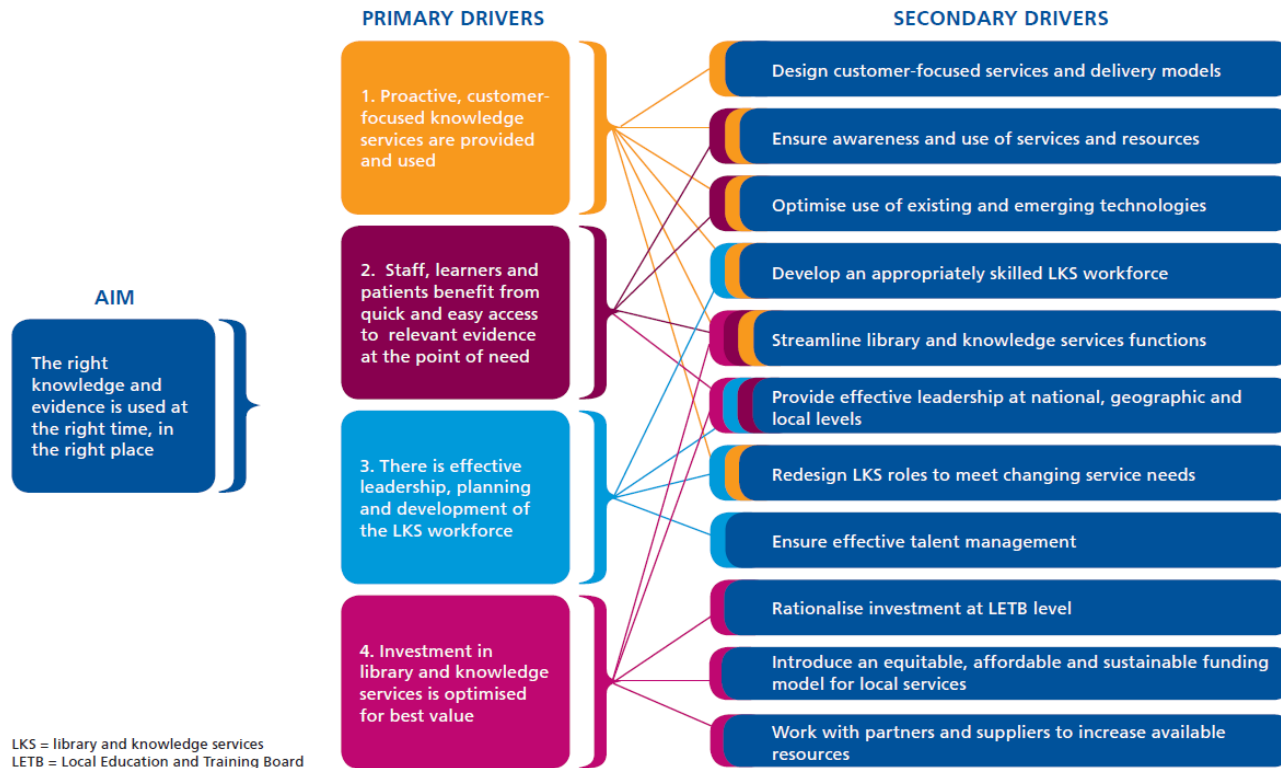 PRIMARY DRIVERS
SECONDARY DRIVERS
AIM
The right
knowledge and
evidence is used at
the right time, in
the right place
1. Proactive, customer-
focused knowledge
services are provided
and used
2. Staff, learners and
patients benefit from
quick and easy access
to relevant evidence
at the point of need
3. There is effective
leadership, planning
and development of
the LKS workforce
4. Investment in
library and knowledge
services is optimised
for best value
Design customer-focused services and delivery models
Ensure awareness and use of services and resources
Optimise use of existing and emerging technologies
Develop an appropriately skilled LKS workforce
Streamline library and knowledge services functions
Provide effective leadership at national, geographic and
local levels
Redesign LKS roles to meet changing service needs
Ensure effective talent management
Rationalise investment at LETB level
Introduce an equitable, affordable and sustainable funding
model for local services
Work with partners and suppliers to increase available
resources
LKS = library and knowledge services
LETB = Local Education and Training Board